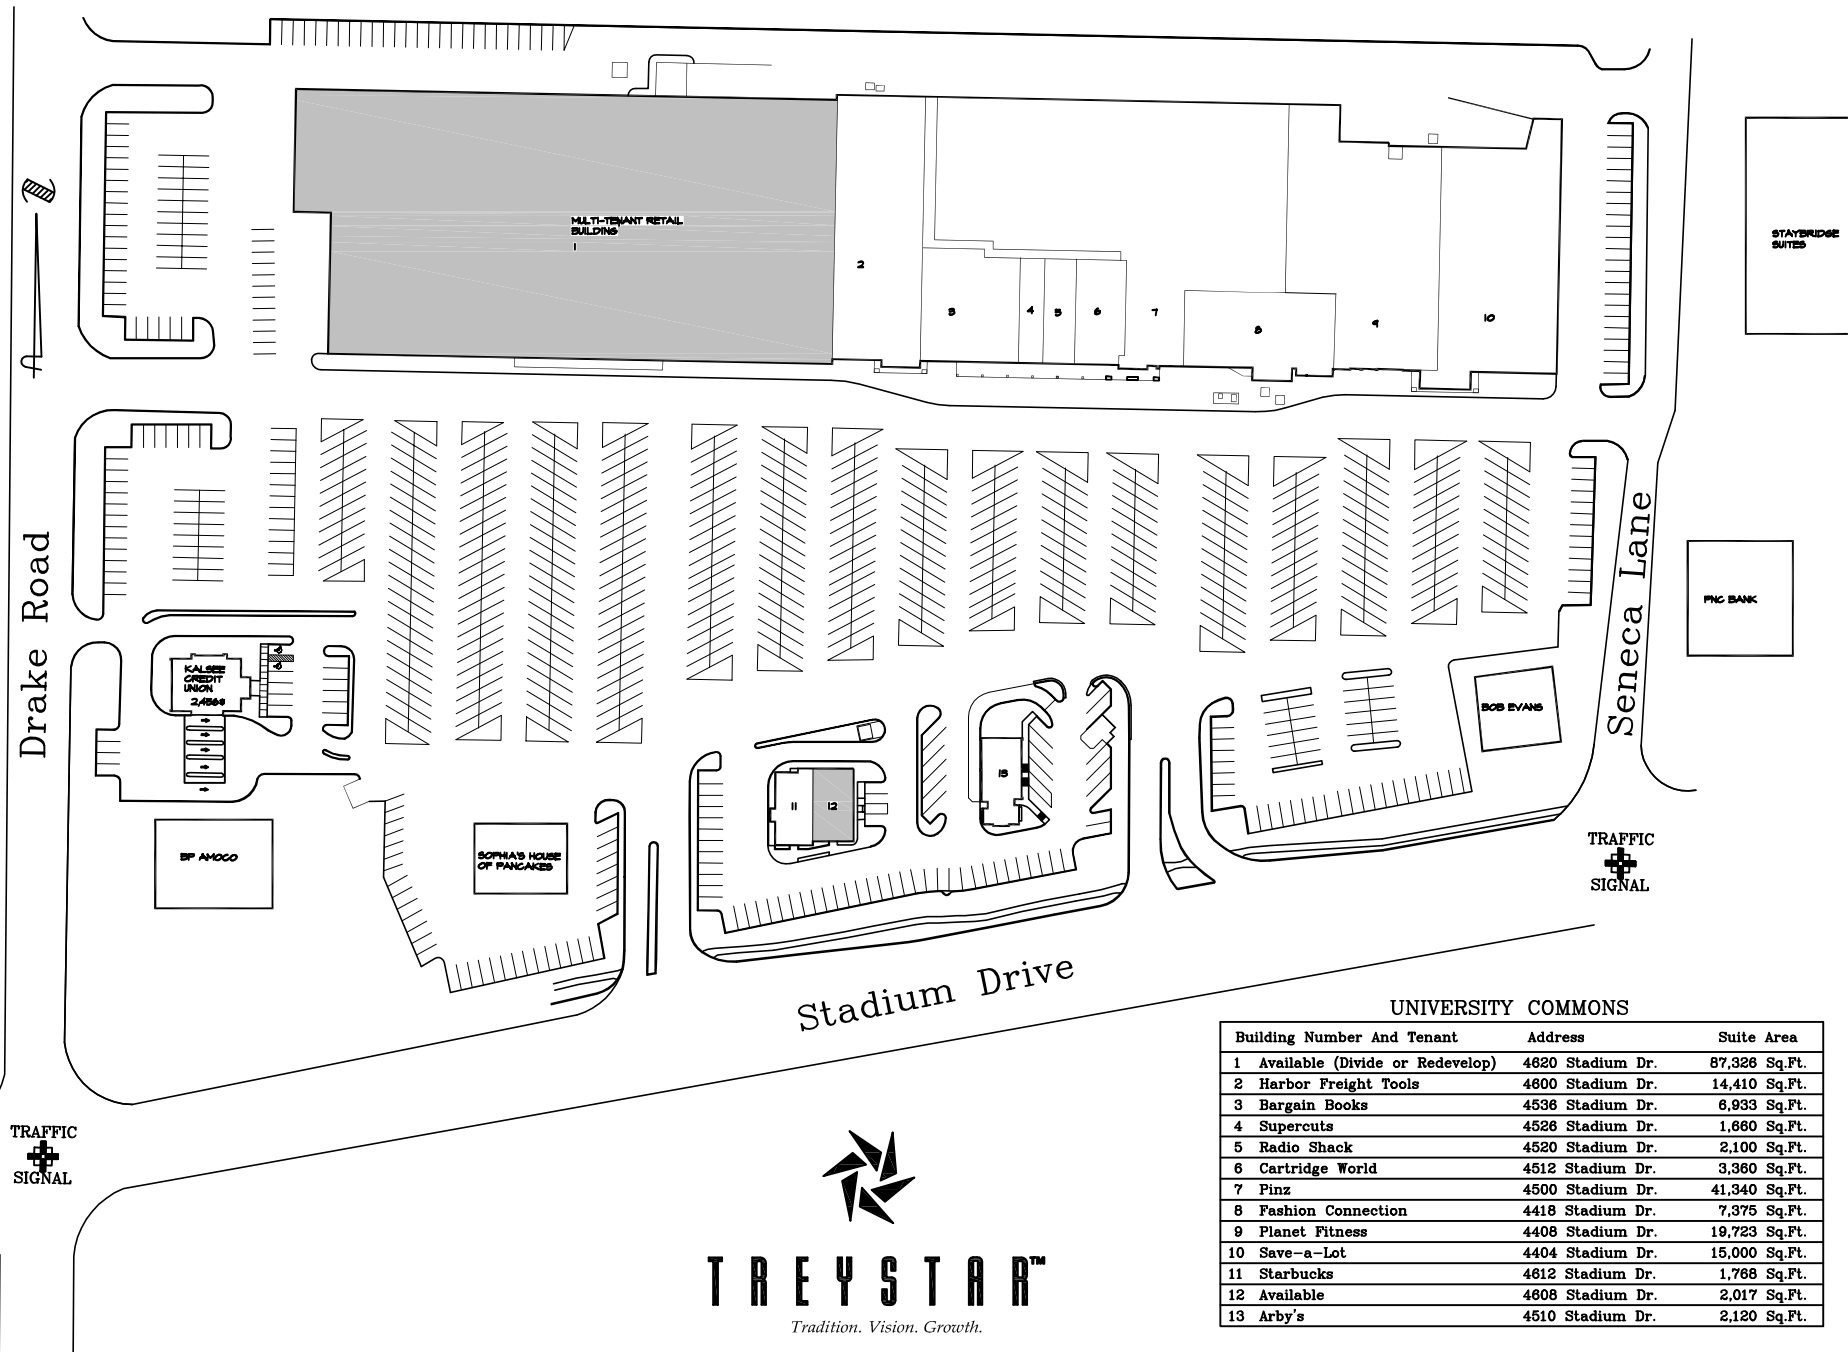 MULTI-TENANT RETAIL
BUILDING
1
2
3
4
5
6
7
8
9
10
STAYBRIDGE
SUITES
Drake Road
Seneca Lane
PNC BANK
KALSEE
CREDIT
UNION
BOB EVANS
11
12
13
BP AMOCO
SOPHIA'S HOUSE
OF PANCAKES
TRAFFIC
SIGNAL
Stadium Drive
TRAFFIC
SIGNAL
UNIVERSITY COMMONS
Building Number And Tenant Address Suite Area
1 Available (Divide or Redevelop) 4620 Stadium Dr. 87,326 Sq.Ft.
2 Harbor Freight Tools 4600 Stadium Dr. 14,410 Sq.Ft.
3 Bargain Books 4536 Stadium Dr. 6,933 Sq.Ft.
4 Supercuts 4526 Stadium Dr. 1,660 Sq.Ft.
5 Radio Shack 4520 Stadium Dr. 2,100 Sq.Ft.
6 Cartridge World 4512 Stadium Dr. 3,360 Sq.Ft.
7 Pinz 4500 Stadium Dr. 41,340 Sq.Ft.
8 Fashion Connection 4418 Stadium Dr. 7,375 Sq.Ft.
9 Planet Fitness 4408 Stadium Dr. 19,723 Sq.Ft.
10 Save-a-Lot 4404 Stadium Dr. 15,000 Sq.Ft.
11 Starbucks 4612 Stadium Dr. 1,768 Sq.Ft.
12 Available 4608 Stadium Dr. 2,017 Sq.Ft.
13 Arby's 4510 Stadium Dr. 2,120 Sq.Ft.
TREYSTAR™
Tradition. Vision. Growth.